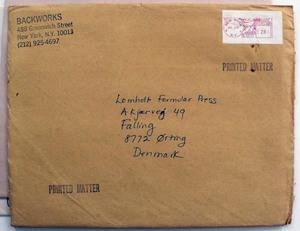 BACKWORKS
488 Greenwich Street
New York, N.Y. 10013
(212) 925-4697
PRINTED MATTER
Lomholt Formular Press
Akjærvej 49
Falling
8772 Ørting
Denmark
PRINTED MATTER